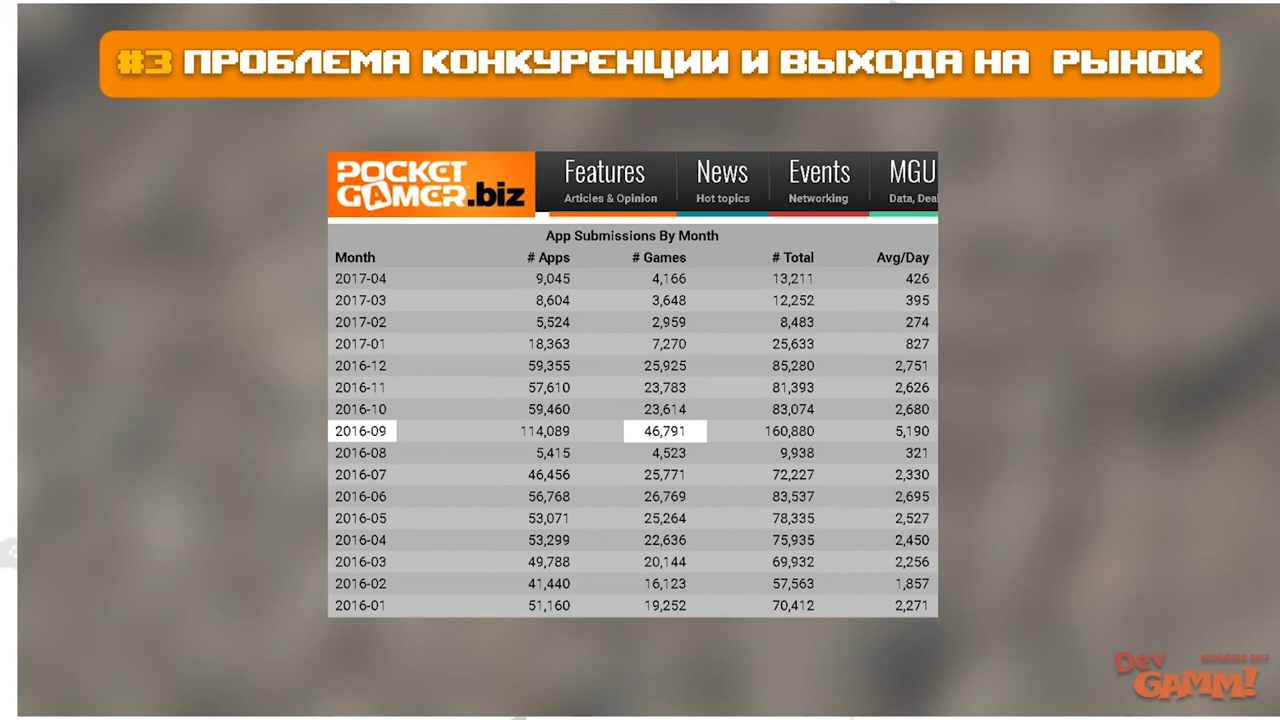 #3 ПРОБЛЕМА КОНКУРЕНЦИИ И ВЫХОДА НА РЫНОК
POCKET GAMER.biz
Features News Events MGU
Articles & Opinion Hot topics Networking Data, Deal
App Submissions By Month
Month # Apps # Games # Total Avg/Day
2017-04 9,045 4,166 13,211 426
2017-03 8,604 3,648 12,252 395
2017-02 5,524 2,959 8,483 274
2017-01 18,363 7,270 25,633 827
2016-12 59,355 25,925 85,280 2,751
2016-11 57,610 23,783 81,393 2,626
2016-10 59,460 23,614 83,074 2,680
2016-09 114,089 46,791 160,880 5,190
2016-08 5,415 4,523 9,938 321
2016-07 46,456 25,771 72,227 2,330
2016-06 56,768 26,769 83,537 2,695
2016-05 53,071 25,264 78,335 2,527
2016-04 53,299 22,636 75,935 2,450
2016-03 49,788 20,144 69,932 2,256
2016-02 41,440 16,123 57,563 1,857
2016-01 51,160 19,252 70,412 2,271
Dev MOSCOW 2017
GAMM!